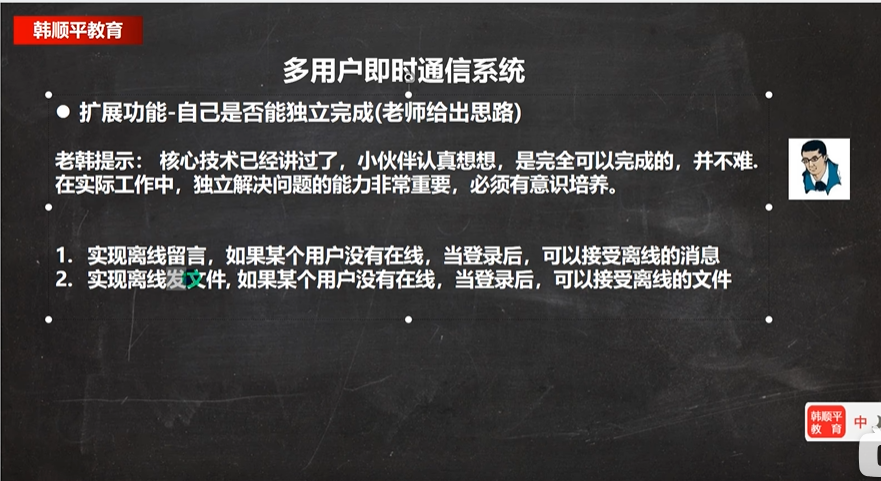 韩顺平教育
多用户即时通信系统
● 扩展功能-自己是否能独立完成(老师给出思路)
老韩提示： 核心技术已经讲过了，小伙伴认真想想，是完全可以完成的，并不难.
在实际工作中，独立解决问题的能力非常重要，必须有意识培养。
1. 实现离线留言，如果某个用户没有在线，当登录后，可以接受离线的消息
2. 实现离线发文件, 如果某个用户没有在线，当登录后，可以接受离线的文件
韩顺平
教 育
中